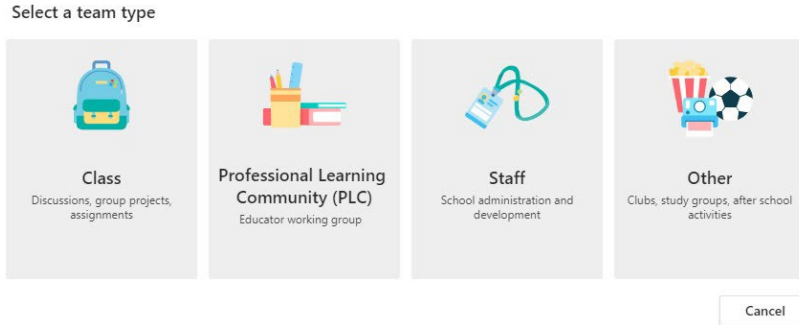 Select a team type
Class
Discussions, group projects,
assignments
Professional Learning
Community (PLC)
Educator working group
Staff
School administration and
development
Other
Clubs, study groups, after school
activities
Cancel